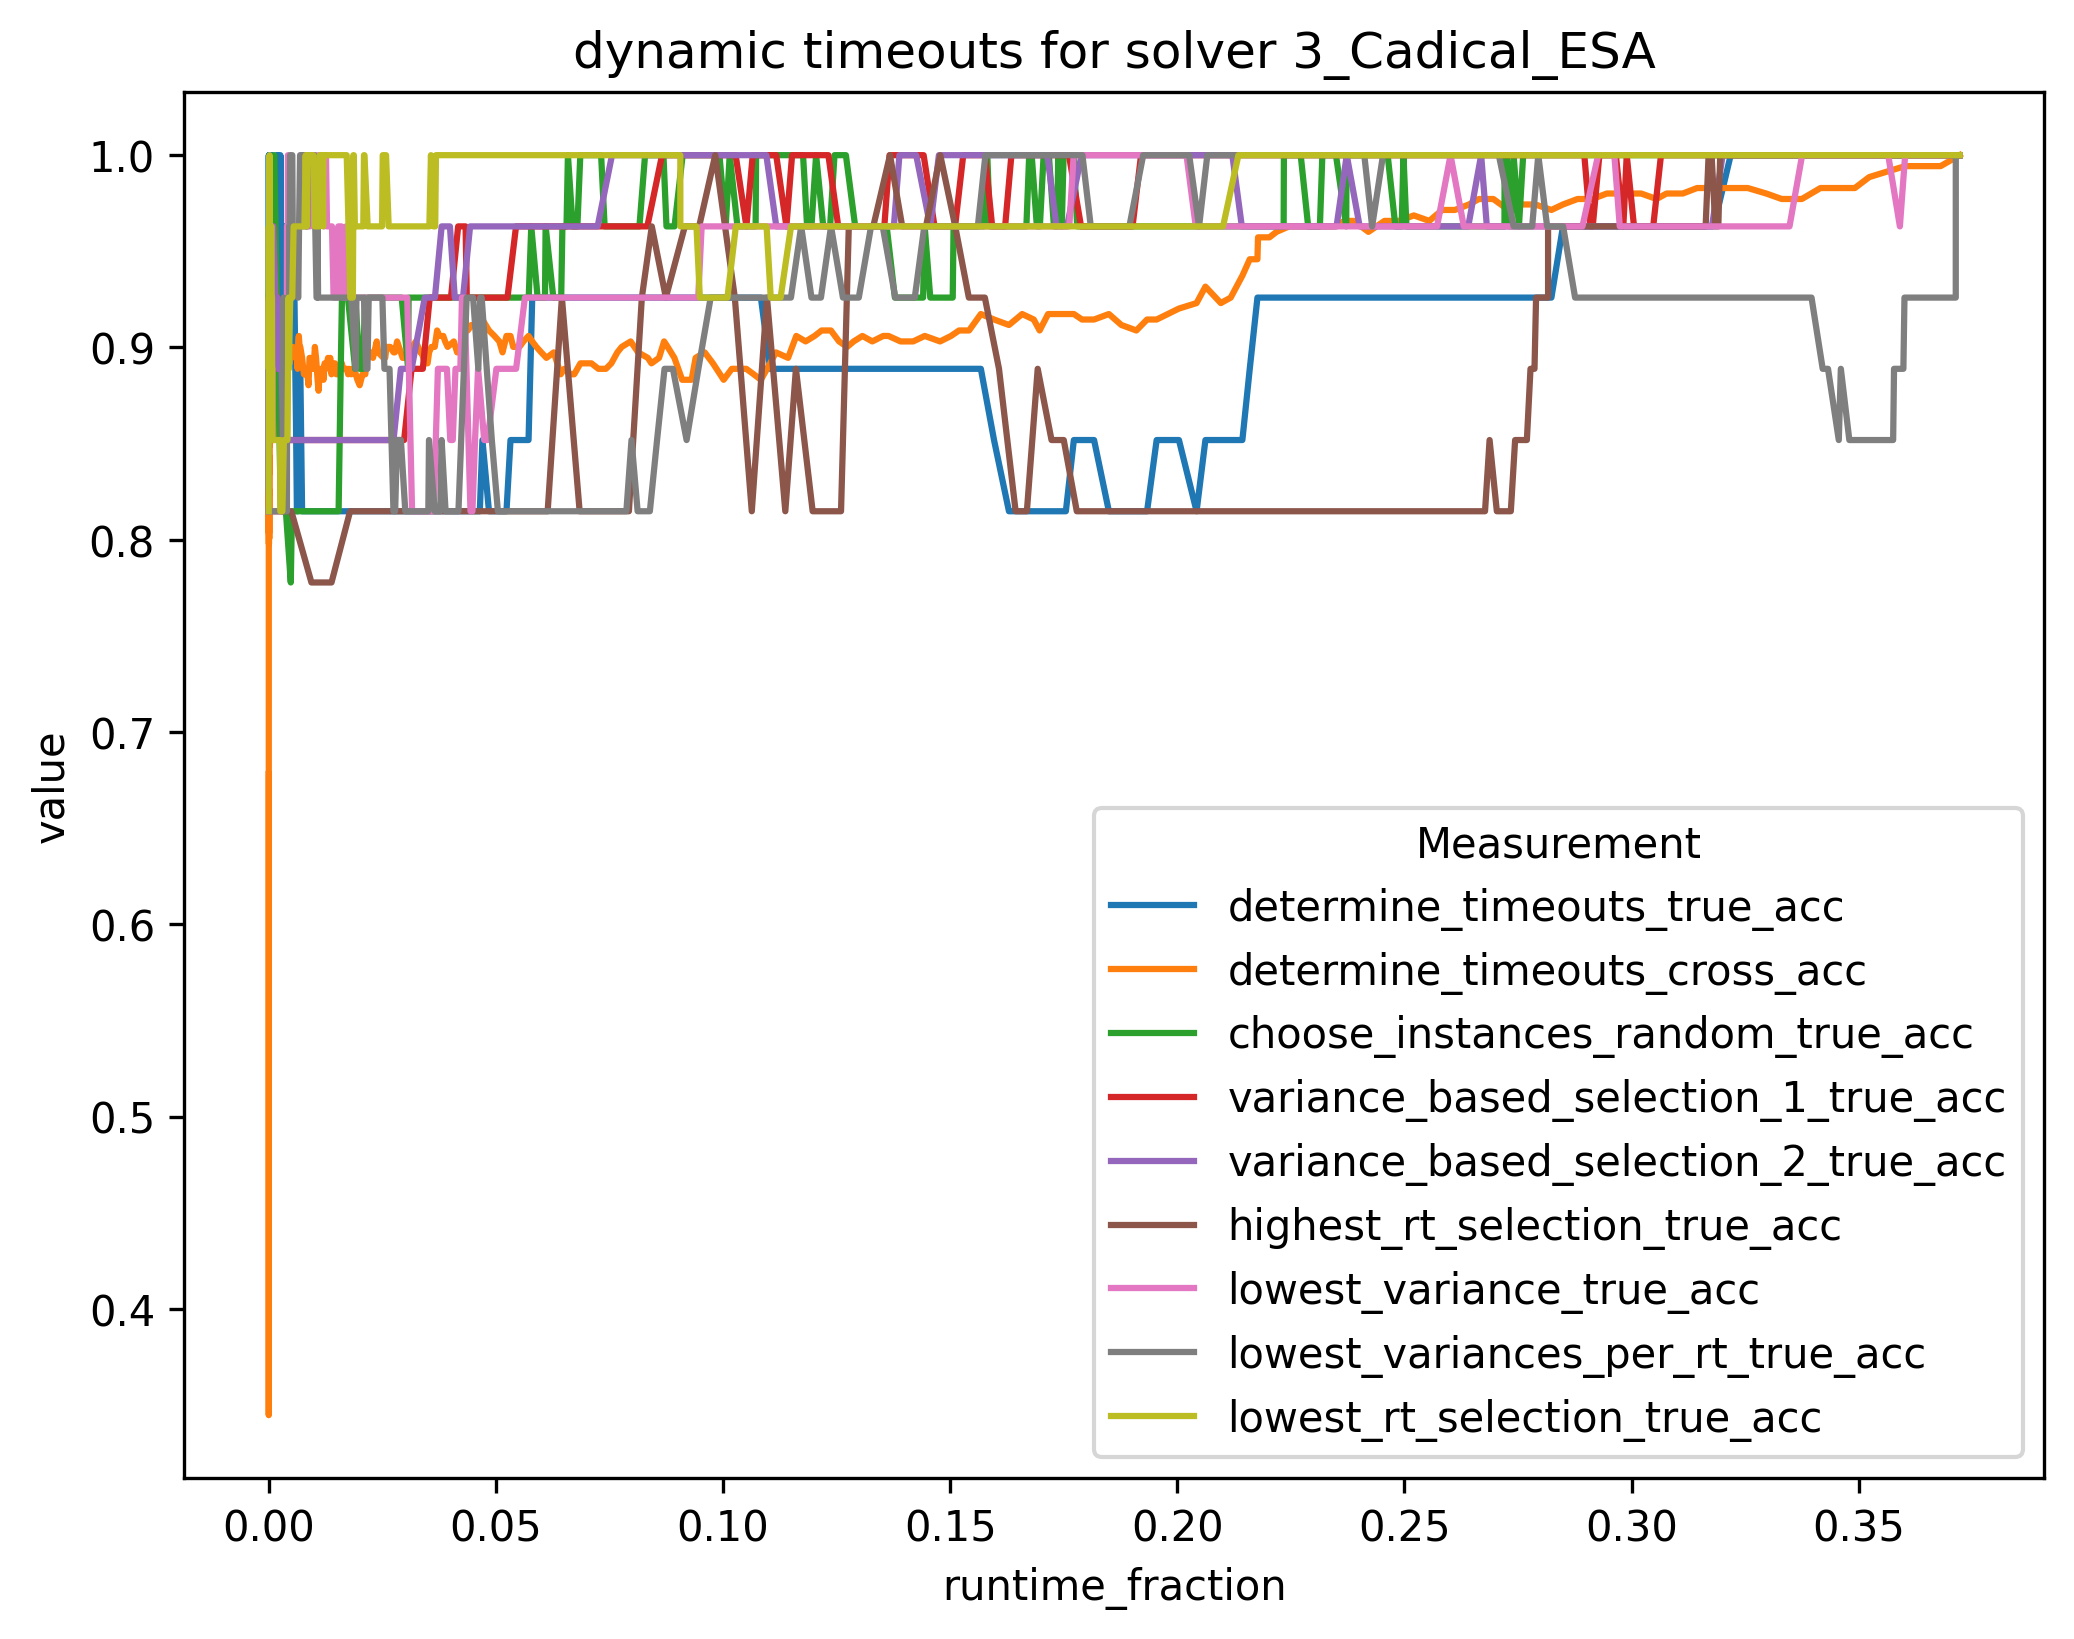 dynamic timeouts for solver 3_Cadical_ESA
1.0
0.9
0.8
0.7
0.6
0.5
0.4
value
Measurement
determine_timeouts_true_acc
determine_timeouts_cross_acc
choose_instances_random_true_acc
variance_based_selection_1_true_acc
variance_based_selection_2_true_acc
highest_rt_selection_true_acc
lowest_variance_true_acc
lowest_variances_per_rt_true_acc
lowest_rt_selection_true_acc
0.00 0.05 0.10 0.15 0.20 0.25 0.30 0.35
runtime_fraction